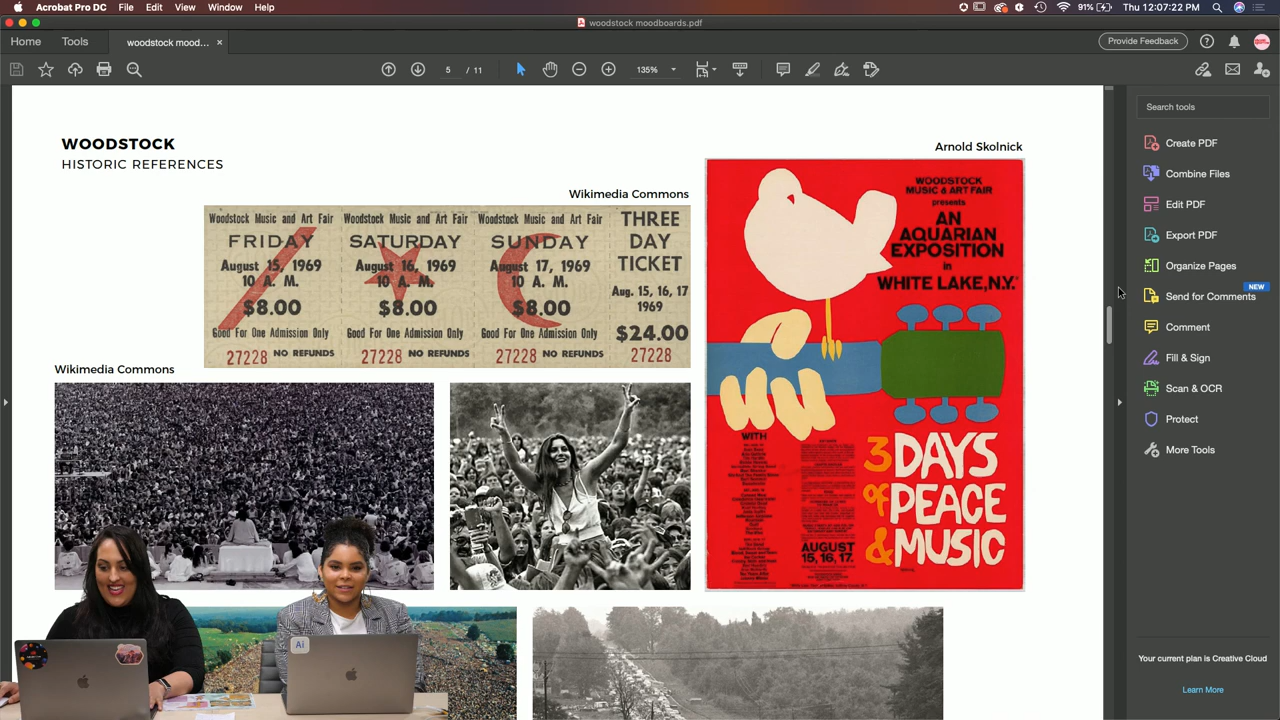 Acrobat Pro DC File Edit View Window Help
91% Thu 12:07:22 PM
woodstock moodboards.pdf
Home Tools woodstock mood... ×
Provide Feedback
5 / 11
135%
Search tools
Create PDF
Combine Files
Edit PDF
Export PDF
Organize Pages
NEW
Send for Comments
Comment
Fill & Sign
Scan & OCR
Protect
More Tools
Your current plan is Creative Cloud
Learn More
WOODSTOCK
HISTORIC REFERENCES
Wikimedia Commons
Woodstock Music and Art Fair
FRIDAY
August 15, 1969
10 A. M.
$8.00
Good For One Admission Only
27228 NO REFUNDS
Woodstock Music and Art Fair
SATURDAY
August 16, 1969
10 A. M.
$8.00
Good For One Admission Only
27228 NO REFUNDS
Woodstock Music and Art Fair
SUNDAY
August 17, 1969
10 A. M.
$8.00
Good For One Admission Only
27228 NO REFUNDS
THREE
DAY
TICKET
Aug. 15, 16, 17
1969
$24.00
27228
Arnold Skolnick
WOODSTOCK
MUSIC & ART FAIR
presents
AN
AQUARIAN
EXPOSITION
in
WHITE LAKE, N.Y.
WITH
3 DAYS
of PEACE
& MUSIC
AUGUST
15, 16, 17.
Wikimedia Commons
Ai